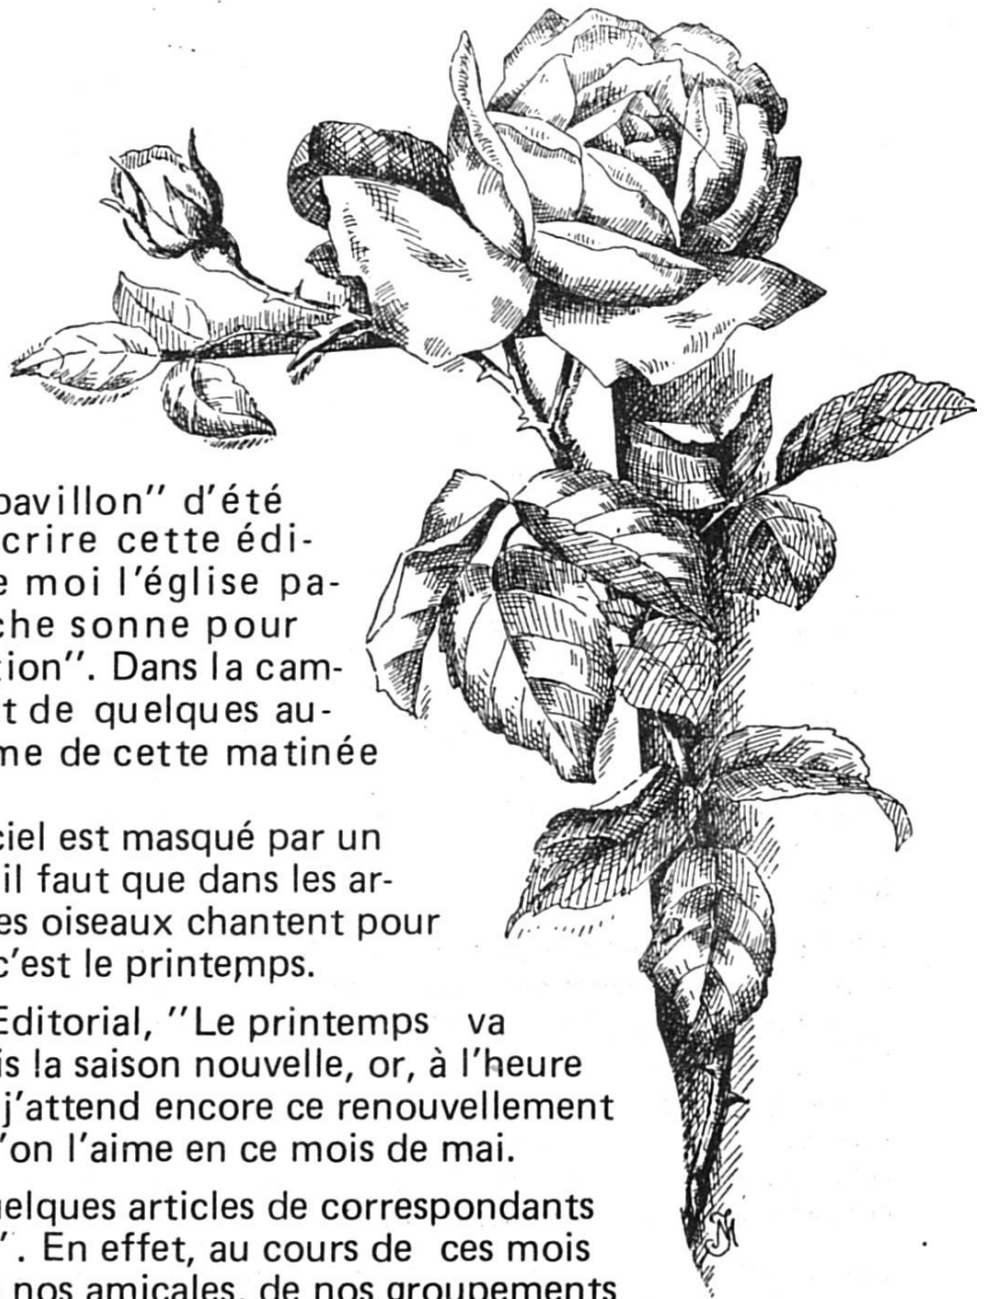 pavillon" d'été
crire cette édi-
e moi l'église pa-
che sonne pour
tion". Dans la cam-
t de quelques au-
me de cette matinée
ciel est masqué par un
il faut que dans les ar-
es oiseaux chantent pour
c'est le printemps.
Editorial, "Le printemps va
is la saison nouvelle, or, à l'heure
j'attend encore ce renouvellement
'on l'aime en ce mois de mai.
uelques articles de correspondants
". En effet, au cours de ces mois
nos amicales, de nos groupements